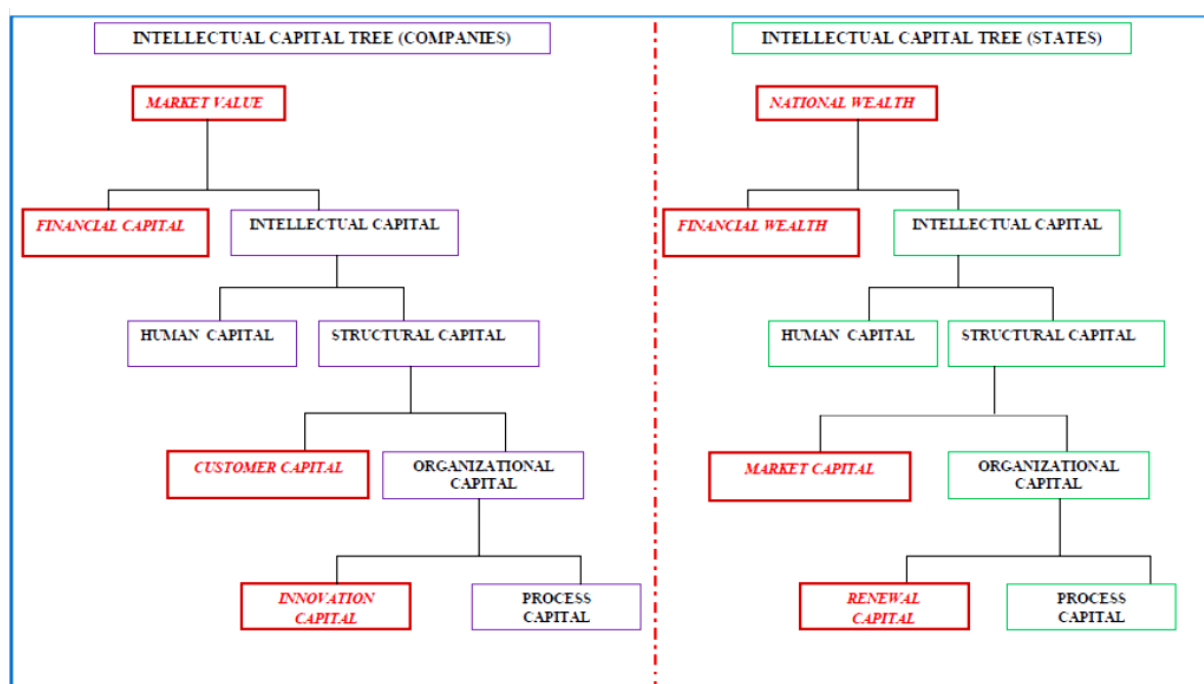 INTELLECTUAL CAPITAL TREE (COMPANIES)
MARKET VALUE
FINANCIAL CAPITAL
INTELLECTUAL CAPITAL
HUMAN CAPITAL
STRUCTURAL CAPITAL
CUSTOMER CAPITAL
ORGANIZATIONAL
CAPITAL
INNOVATION
CAPITAL
PROCESS
CAPITAL
INTELLECTUAL CAPITAL TREE (STATES)
NATIONAL WEALTH
FINANCIAL WEALTH
INTELLECTUAL CAPITAL
HUMAN CAPITAL
STRUCTURAL CAPITAL
MARKET CAPITAL
ORGANIZATIONAL
CAPITAL
RENEWAL
CAPITAL
PROCESS
CAPITAL